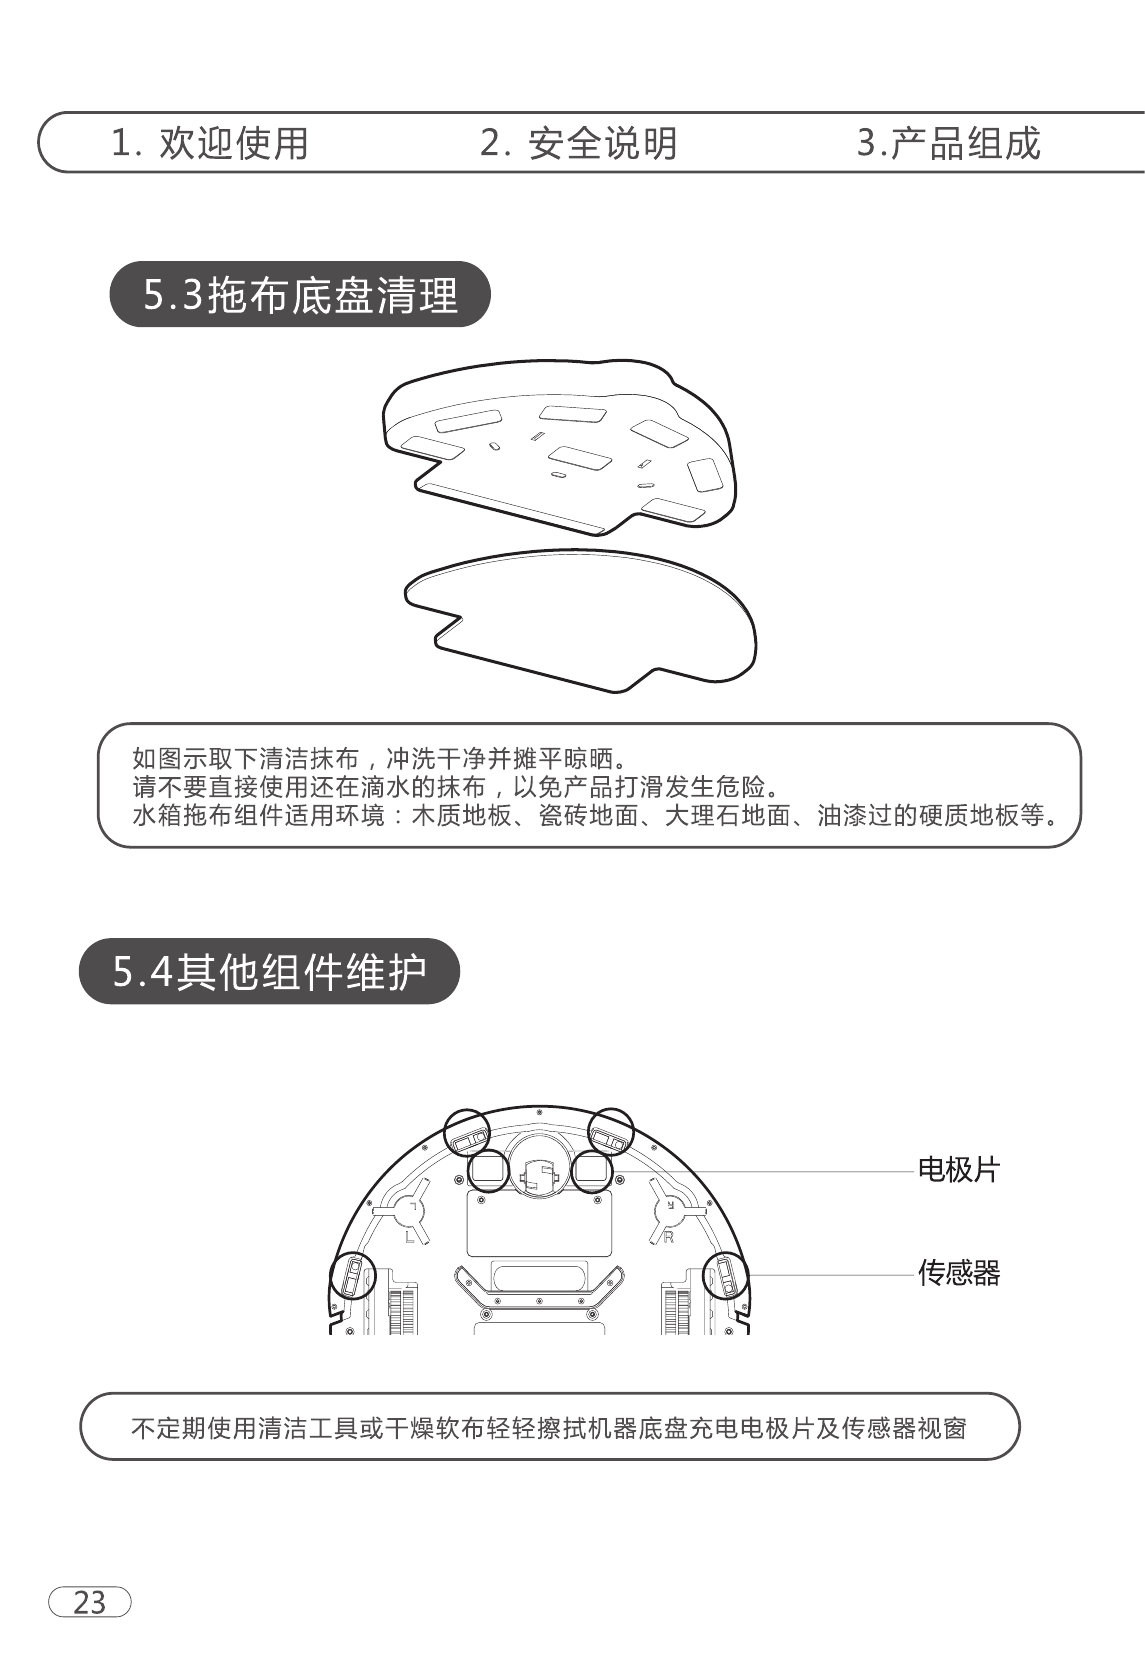 1. 欢迎使用 2. 安全说明 3.产品组成
5.3拖布底盘清理
如图示取下清洁抹布，冲洗干净并摊平晾晒。
请不要直接使用还在滴水的抹布，以免产品打滑发生危险。
水箱拖布组件适用环境：木质地板、瓷砖地面、大理石地面、油漆过的硬质地板等。
5.4其他组件维护
电极片
L R
传感器
不定期使用清洁工具或干燥软布轻轻擦拭机器底盘充电电极片及传感器视窗
23